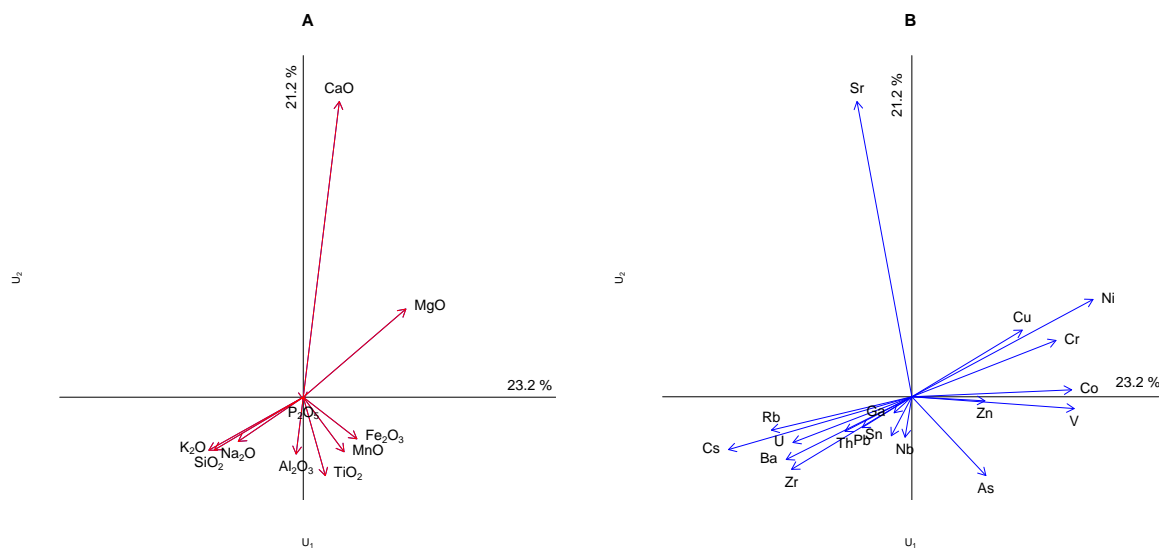 A
21.2 %
CaO
MgO
23.2 %
P₂O₅
Fe₂O₃
MnO
K₂O
Na₂O
SiO₂
Al₂O₃
TiO₂
U₂
U₁
B
21.2 %
Sr
Ni
Cu
Cr
Co
23.2 %
Zn
V
Ga
Rb
U
Th
Pb
Sn
Nb
Cs
Ba
Zr
As
U₂
U₁